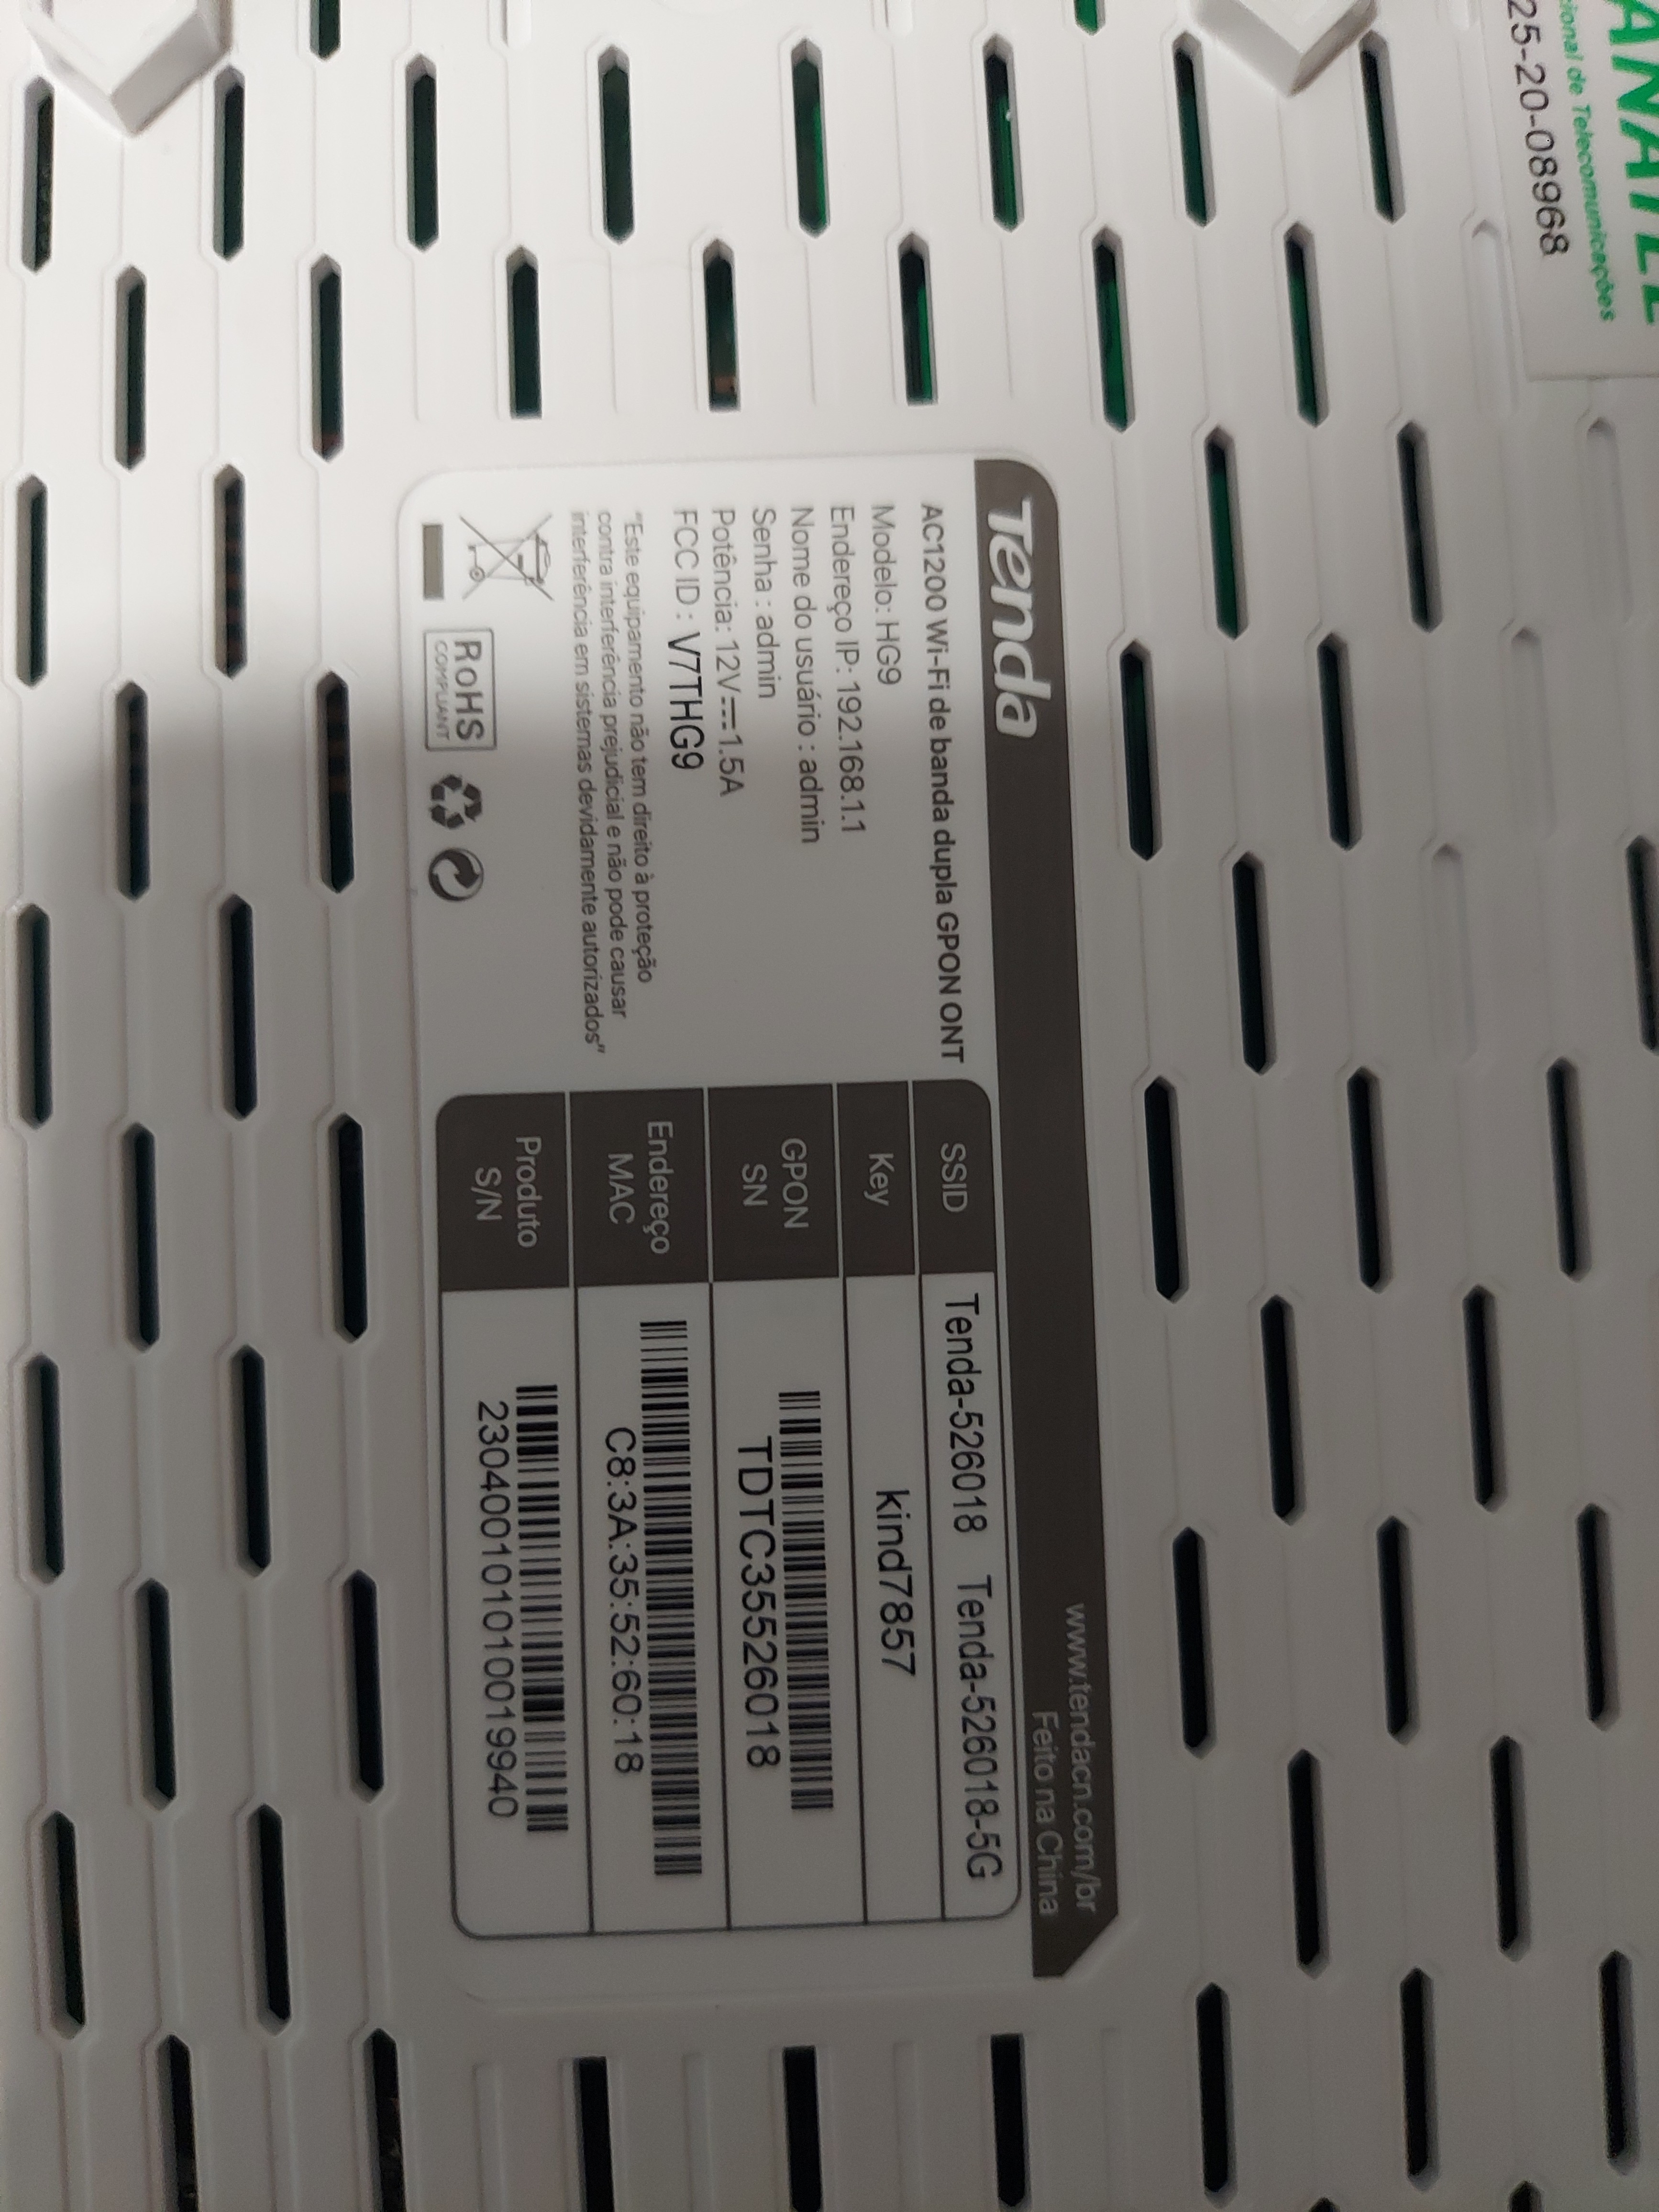 25-20-08968
Tenda
www.tendacn.com/br
Feito na China
AC1200 Wi-Fi de banda dupla GPON ONT
Modelo: HG9
Endereço IP: 192.168.1.1
Nome do usuário : admin
Senha : admin
Potência: 12V⎓1.5A
FCC ID : V7THG9
"Este equipamento não tem direito à proteção
contra interferência prejudicial e não pode causar
interferência em sistemas devidamente autorizados"
RoHS
COMPLIANT
SSID
Tenda-526018 Tenda-526018-5G
Key
kind7857
GPON
SN
TDTC35526018
Endereço
MAC
C8:3A:35:52:60:18
Produto
S/N
23040010101010019940
de Telecomunicações